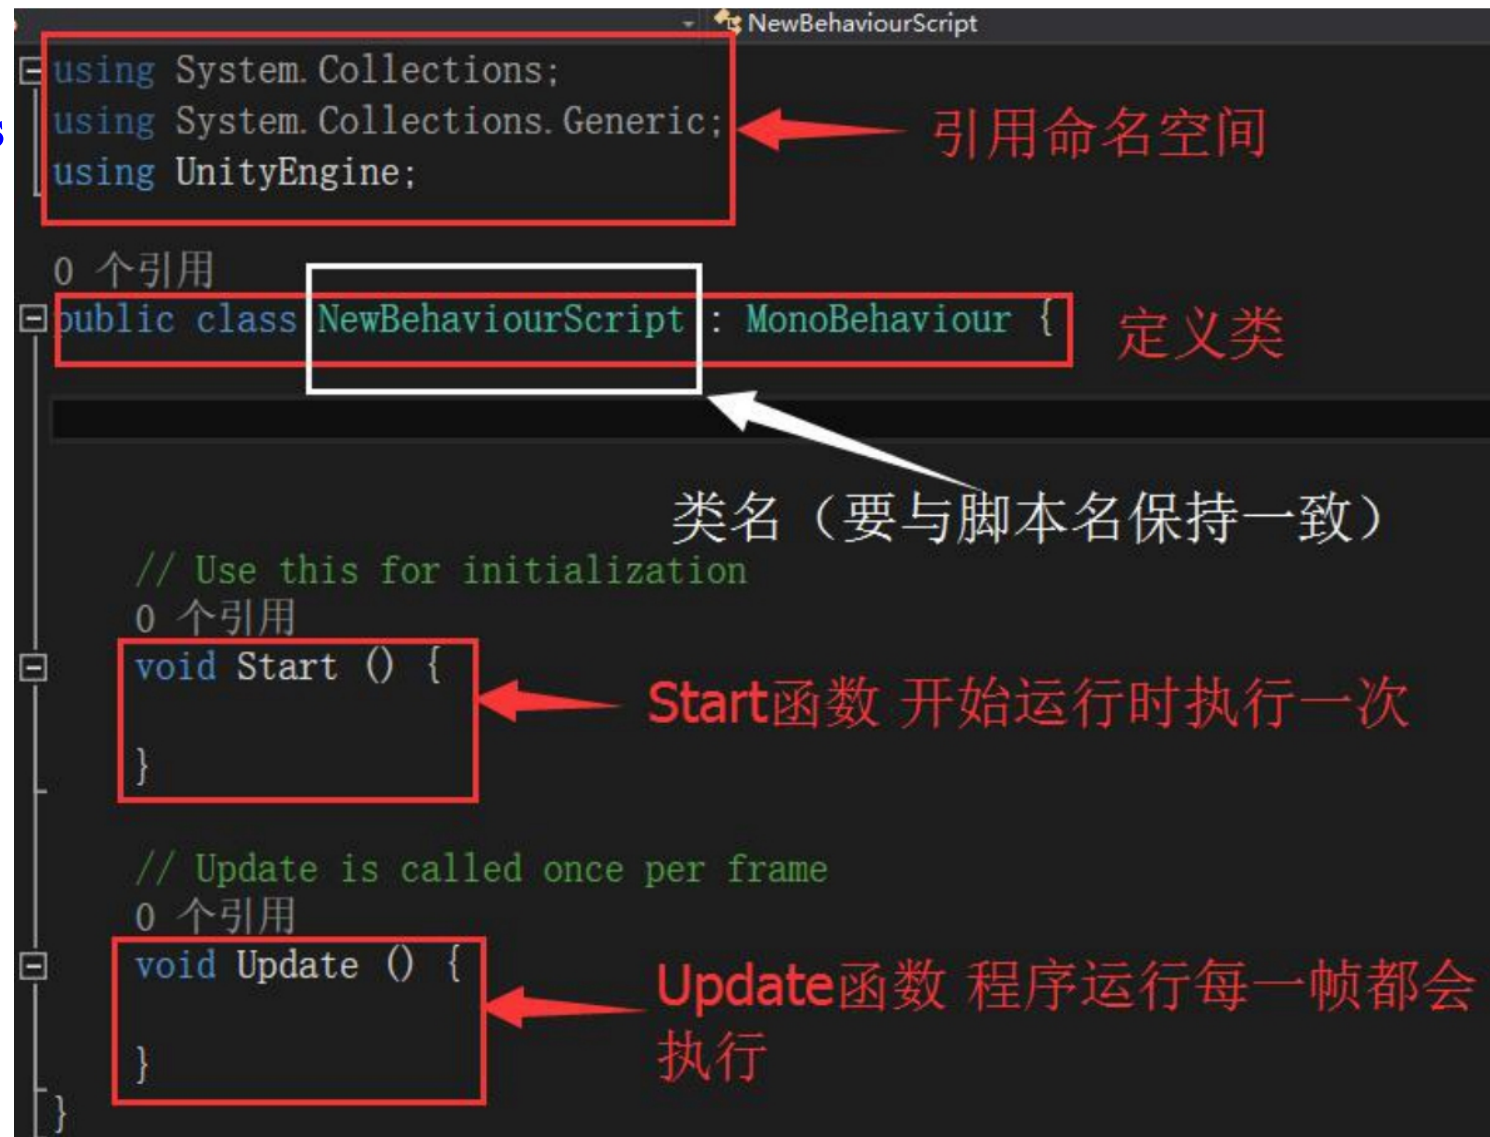 NewBehaviourScript
using System.Collections;
using System.Collections.Generic;
s
引用命名空间
using UnityEngine;
0 个引用
public class NewBehaviourScript : MonoBehaviour {
定义类
类名（要与脚本名保持一致）
// Use this for initialization
0 个引用
void Start () {
Start函数 开始运行时执行一次
}
// Update is called once per frame
0 个引用
void Update () {
Update函数 程序运行每一帧都会
执行
}
}